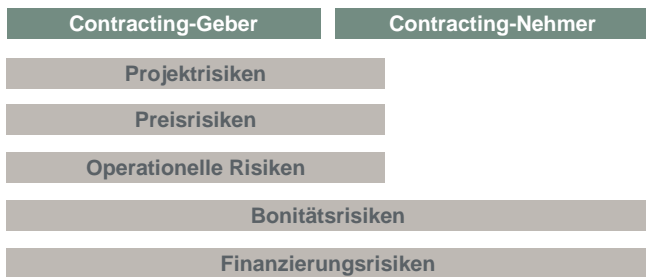 Contracting-Geber Contracting-Nehmer
Projektrisiken
Preisrisiken
Operationelle Risiken
Bonitätsrisiken
Finanzierungsrisiken